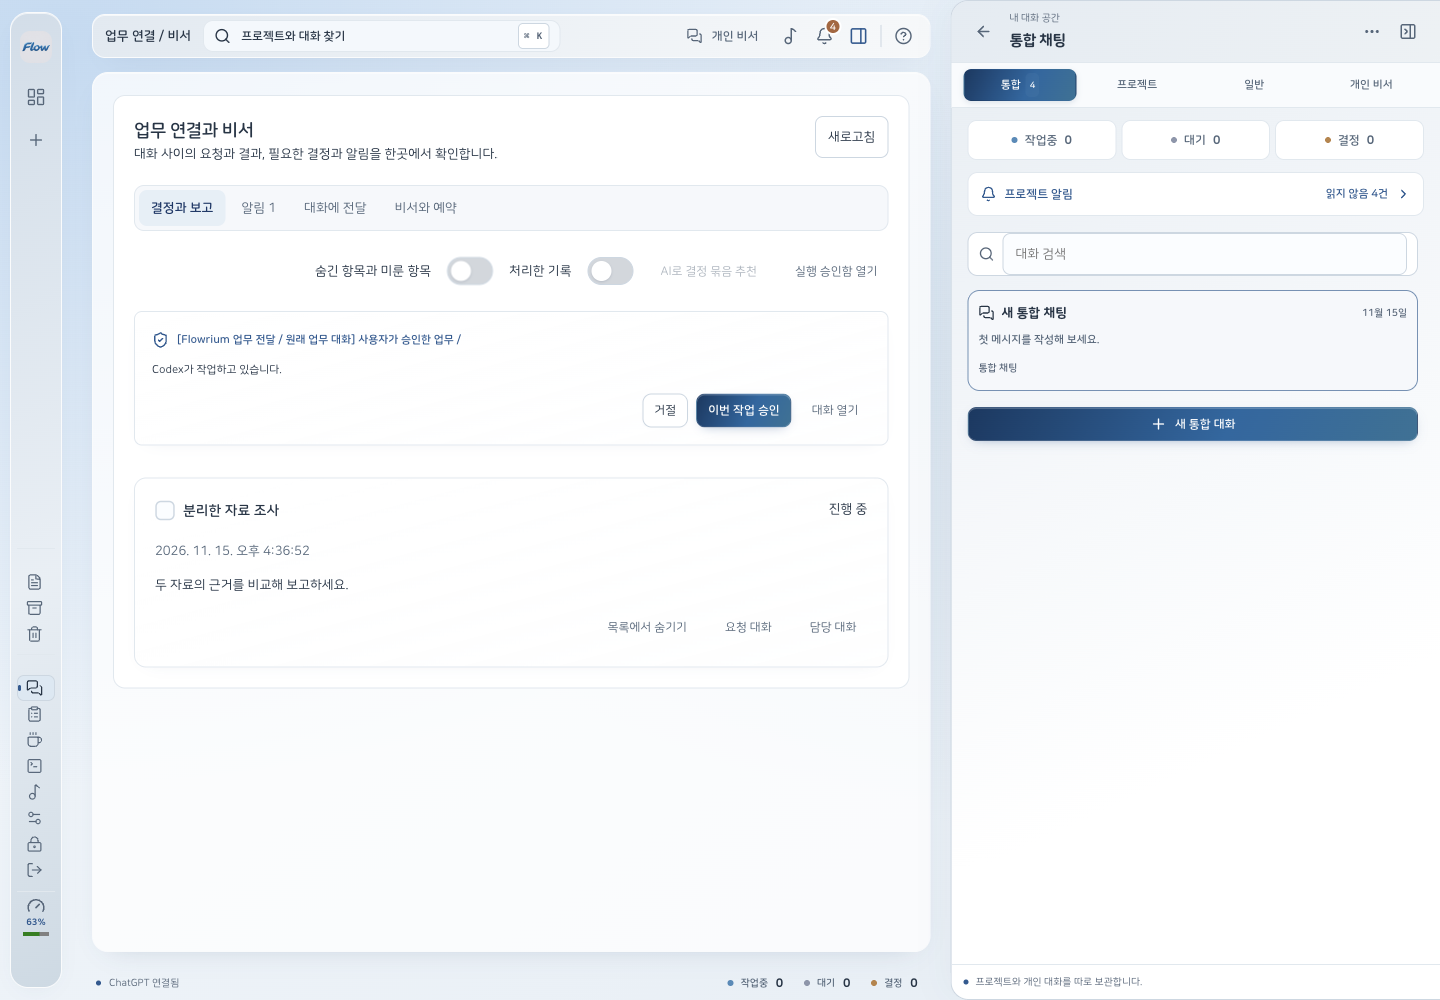 Flow
업무 연결 / 비서
프로젝트와 대화 찾기
⌘ K
개인 비서
4
업무 연결과 비서
대화 사이의 요청과 결과, 필요한 결정과 알림을 한곳에서 확인합니다.
새로고침
결정과 보고
알림 1
대화에 전달
비서와 예약
숨긴 항목과 미룬 항목
처리한 기록
AI로 결정 묶음 추천
실행 승인함 열기
[Flowrium 업무 전달 / 원래 업무 대화] 사용자가 승인한 업무 /
Codex가 작업하고 있습니다.
거절
이번 작업 승인
대화 열기
분리한 자료 조사
진행 중
2026. 11. 15. 오후 4:36:52
두 자료의 근거를 비교해 보고하세요.
목록에서 숨기기
요청 대화
담당 대화
63%
ChatGPT 연결됨
작업중 0
대기 0
결정 0
내 대화 공간
통합 채팅
통합 4
프로젝트
일반
개인 비서
작업중 0
대기 0
결정 0
프로젝트 알림
읽지 않음 4건
대화 검색
새 통합 채팅
11월 15일
첫 메시지를 작성해 보세요.
통합 채팅
새 통합 대화
프로젝트와 개인 대화를 따로 보관합니다.